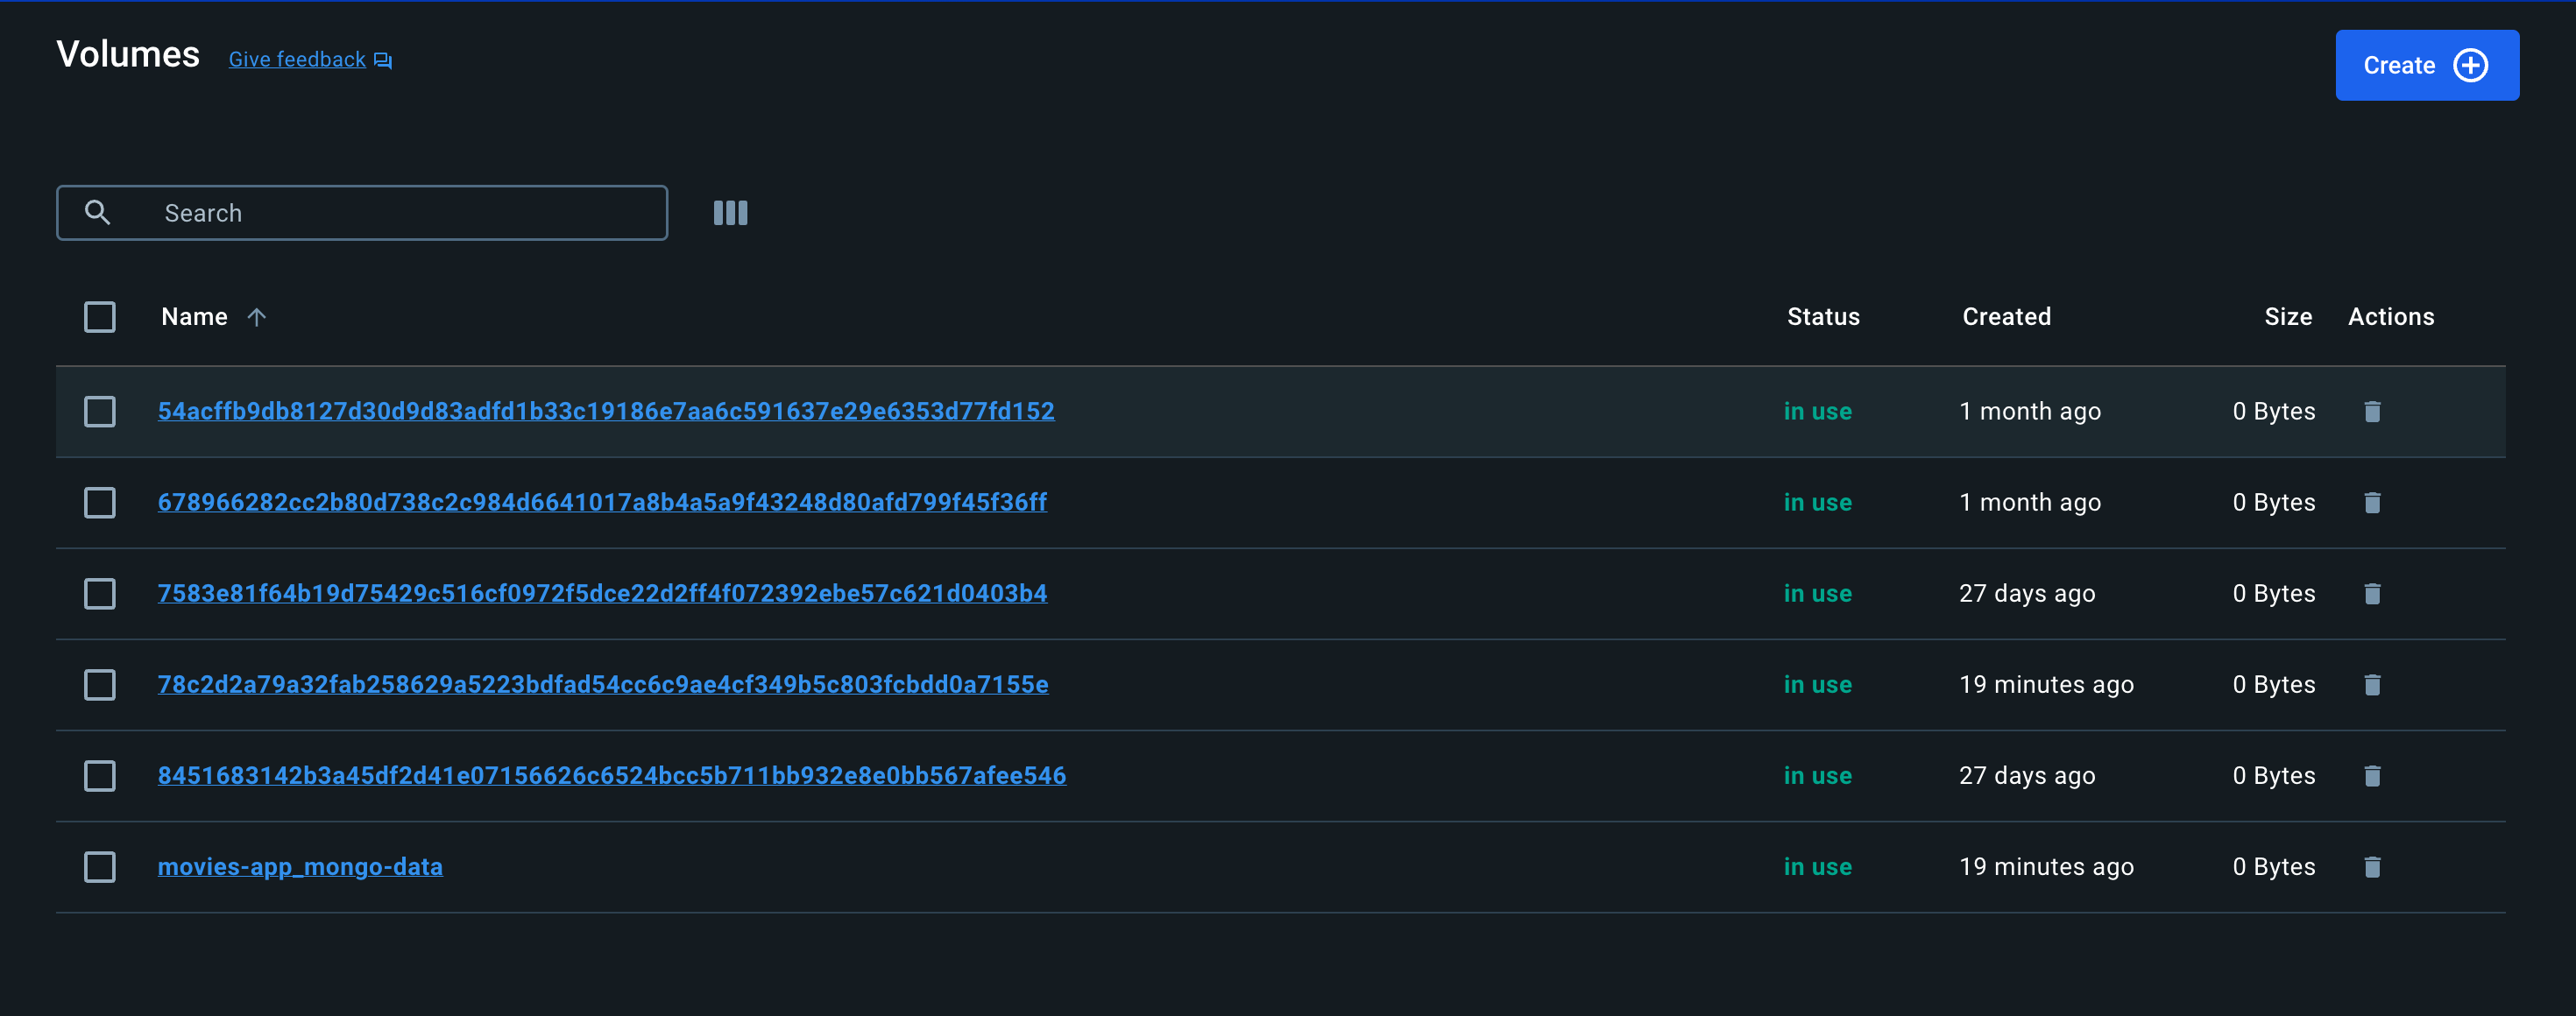 Volumes Give feedback
Create
Search
Name Status Created Size Actions
54acffb9db8127d30d9d83adfd1b33c19186e7aa6c591637e29e6353d77fd152 in use 1 month ago 0 Bytes
678966282cc2b80d738c2c984d6641017a8b4a5a9f43248d80afd799f45f36ff in use 1 month ago 0 Bytes
7583e81f64b19d75429c516cf0972f5dce22d2ff4f072392ebe57c621d0403b4 in use 27 days ago 0 Bytes
78c2d2a79a32fab258629a5223bdfad54cc6c9ae4cf349b5c803fcbdd0a7155e in use 19 minutes ago 0 Bytes
8451683142b3a45df2d41e07156626c6524bcc5b711bb932e8e0bb567afee546 in use 27 days ago 0 Bytes
movies-app_mongo-data in use 19 minutes ago 0 Bytes